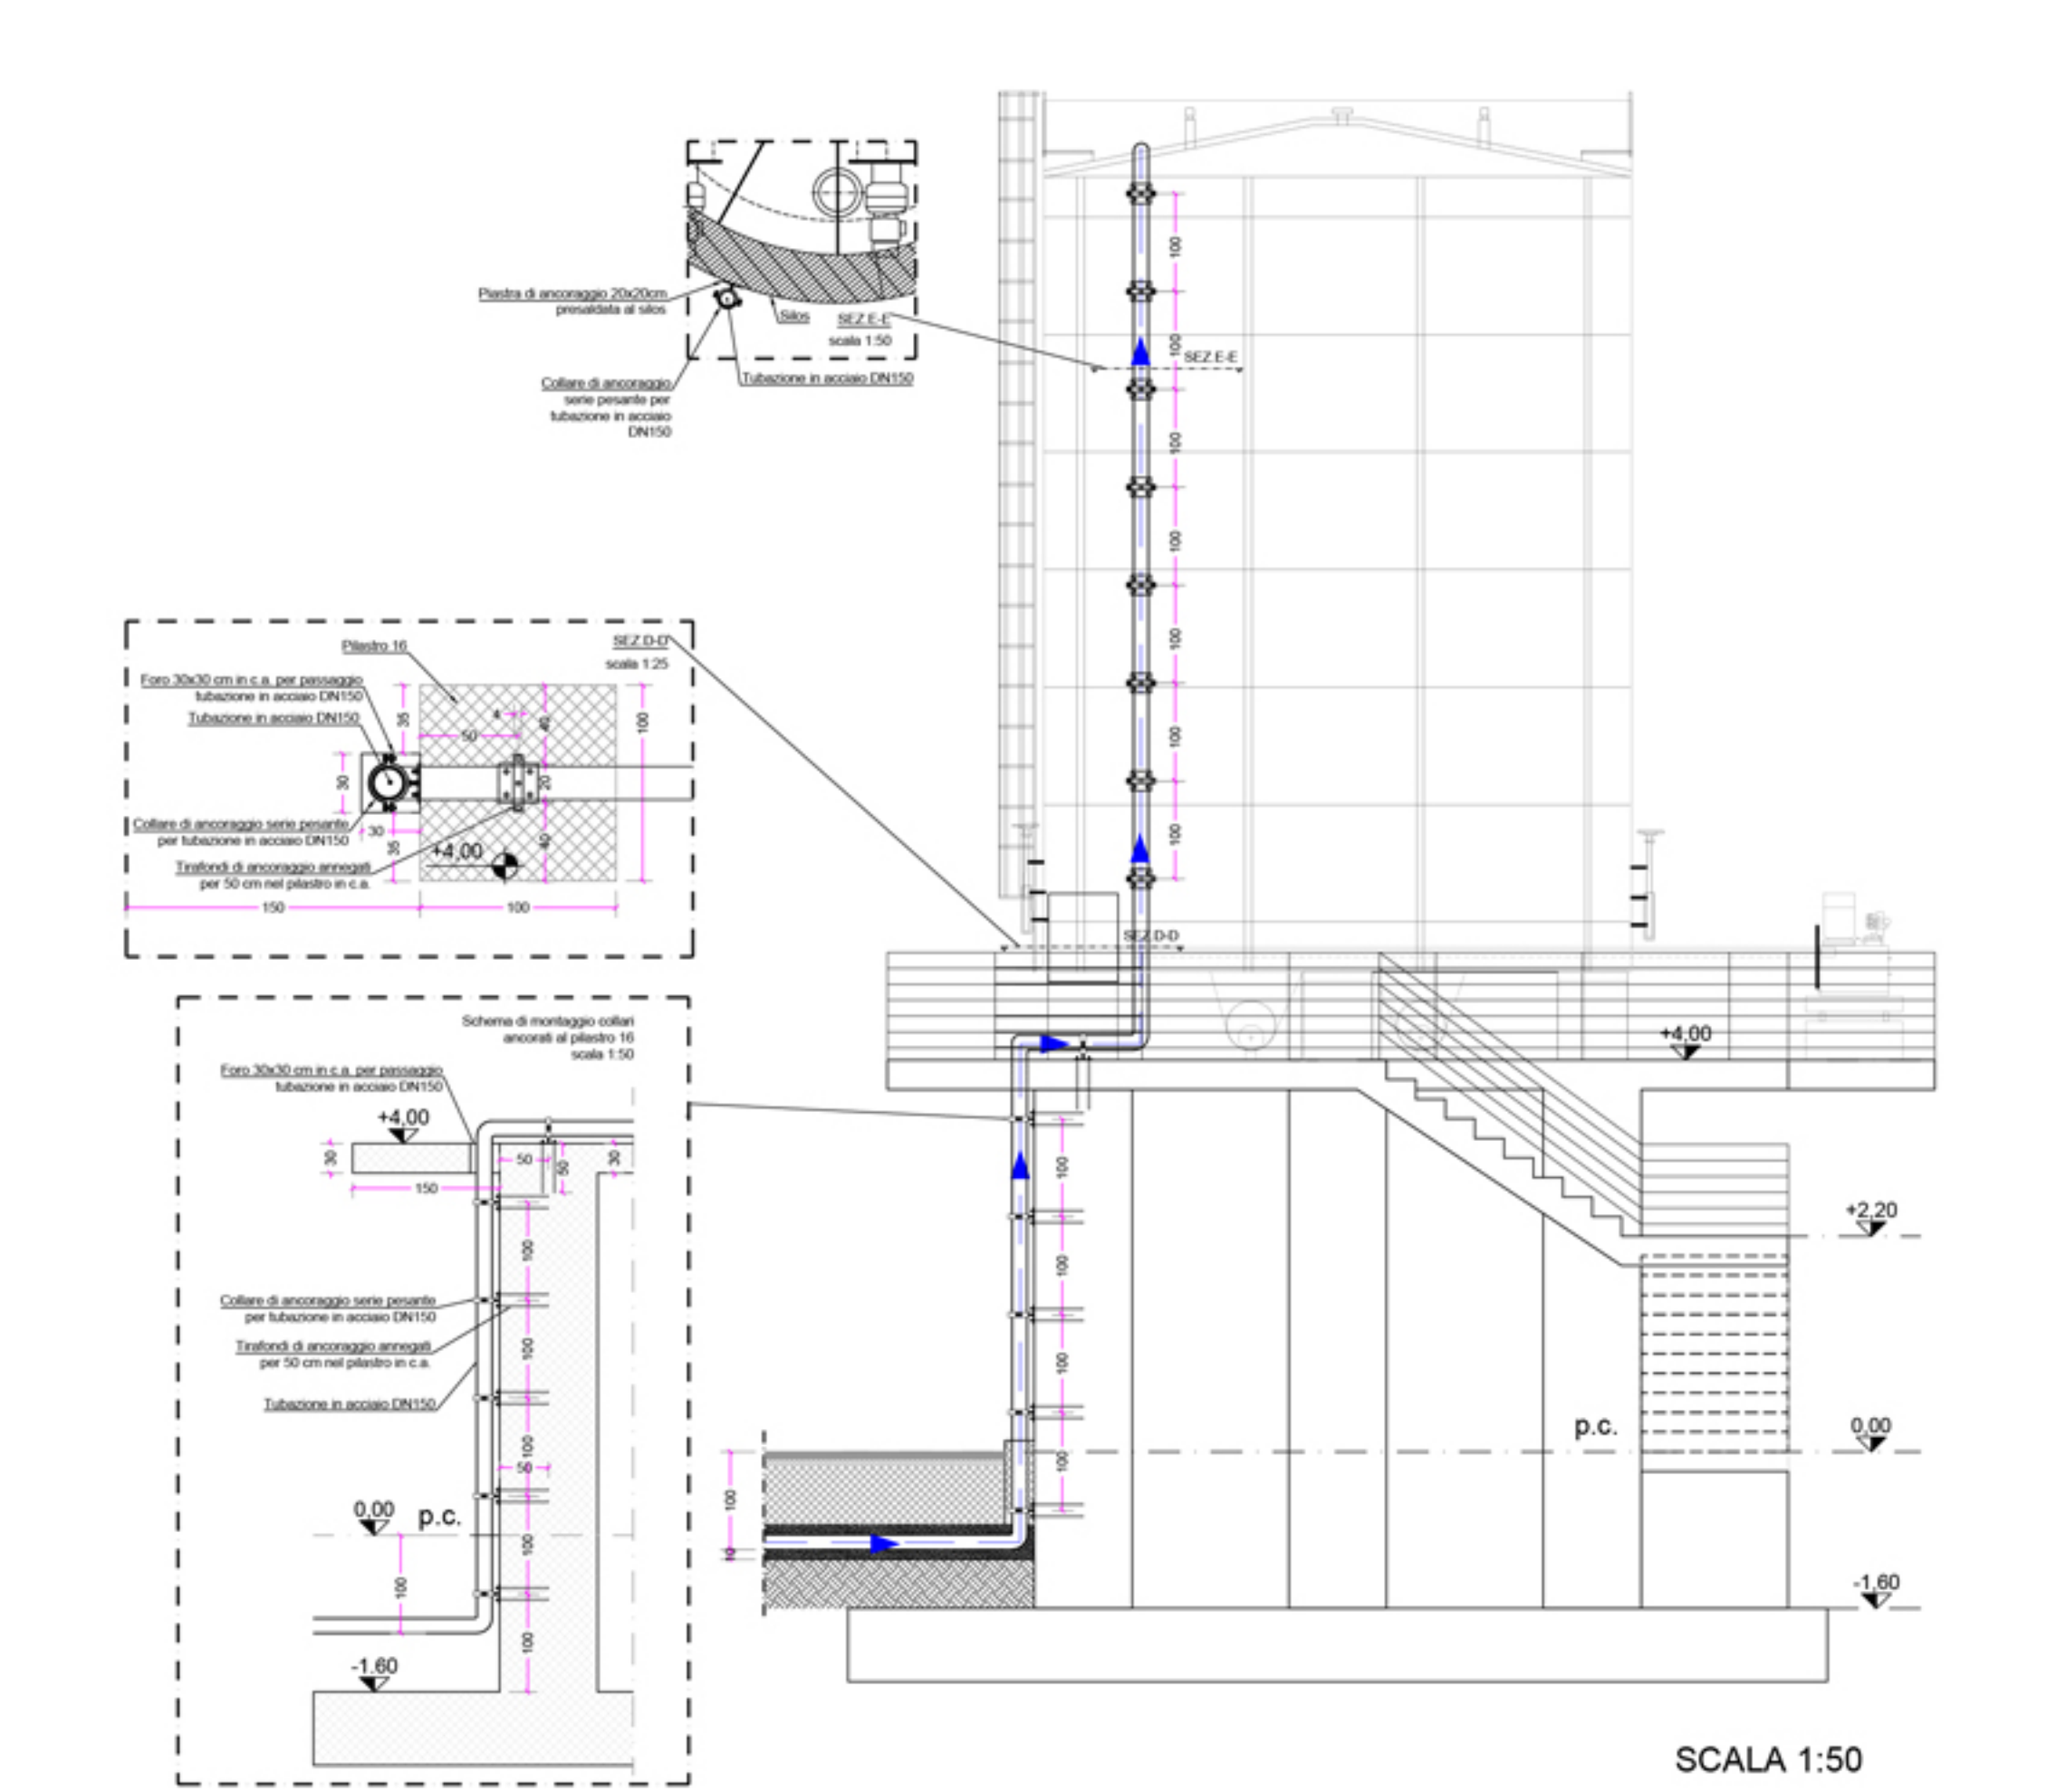 Piastra di ancoraggio 20x20cm
presaldata al silos
Silos
SEZ.E-E
scala 1:50
Tubazione in acciaio DN150
Collare di ancoraggio
serie pesante per
tubazione in acciaio
DN150
SEZ.E-E
100
100
100
100
100
100
100
SEZ.D-D
Pilastro 16
SEZ.D-D
scala 1:25
Foro 30x30 cm in c.a. per passaggio
tubazione in acciaio DN150
Tubazione in acciaio DN150
35
4
40
50
100
30
20
Collare di ancoraggio serie pesante
per tubazione in acciaio DN150
30
35
40
+4,00
Tirafondi di ancoraggio annegati
per 50 cm nel pilastro in c.a.
150
100
Schema di montaggio collari
ancorati al pilastro 16
scala 1:50
Foro 30x30 cm in c.a. per passaggio
tubazione in acciaio DN150
+4,00
30
50
50
30
150
100
Collare di ancoraggio serie pesante
per tubazione in acciaio DN150
Tirafondi di ancoraggio annegati
per 50 cm nel pilastro in c.a.
100
Tubazione in acciaio DN150
100
50
0,00
p.c.
100
100
100
-1.60
+4,00
100
+2,20
100
100
p.c.
0,00
100
100
10
-1,60
SCALA 1:50